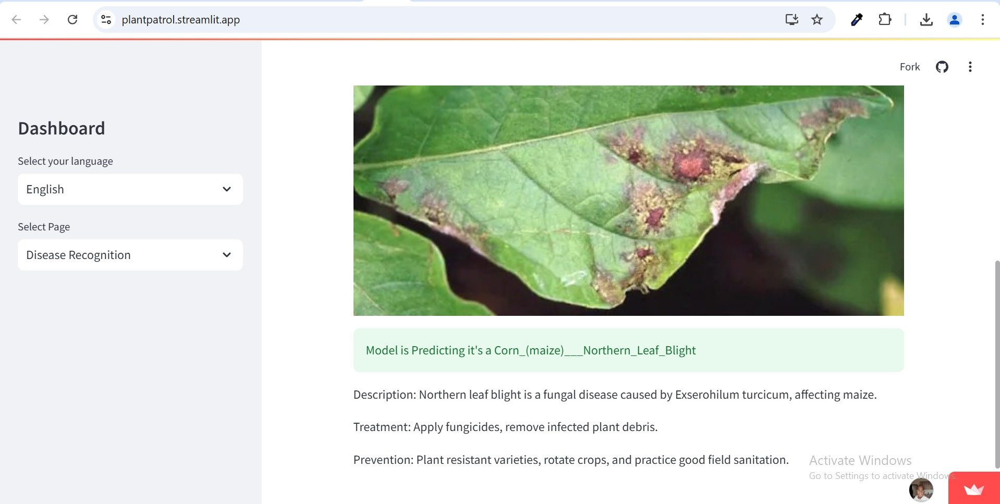 plantpatrol.streamlit.app
Fork
Dashboard
Select your language
English
Select Page
Disease Recognition
Model is Predicting it's a Corn_(maize)___Northern_Leaf_Blight
Description: Northern leaf blight is a fungal disease caused by Exserohilum turcicum, affecting maize.
Treatment: Apply fungicides, remove infected plant debris.
Prevention: Plant resistant varieties, rotate crops, and practice good field sanitation.
Activate Windows
Go to Settings to activate Windows.